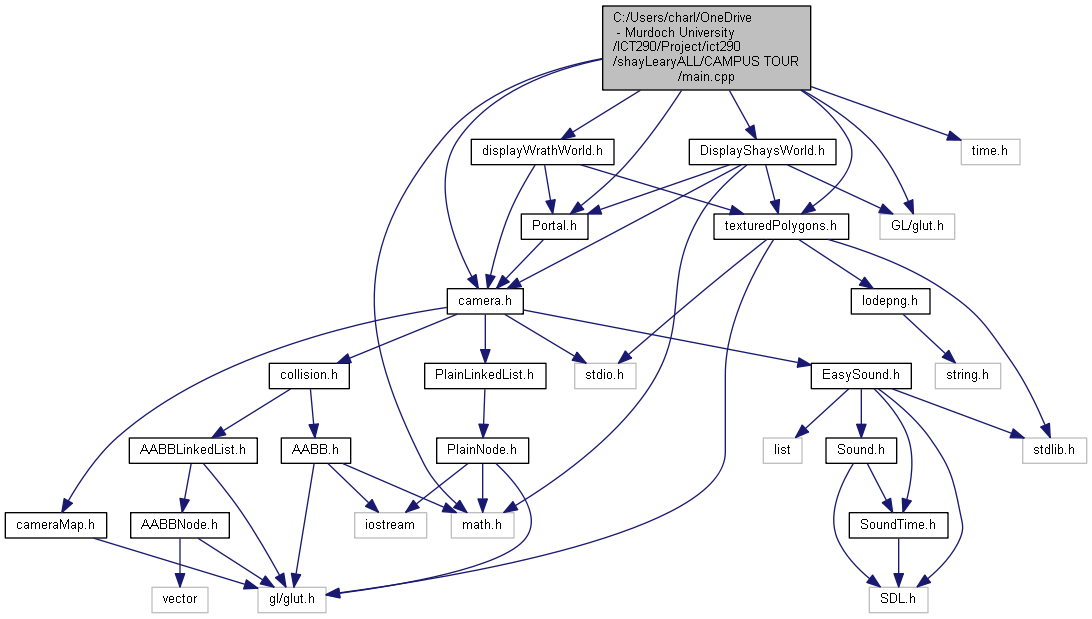 C:/Users/charl/OneDrive
- Murdoch University
/ICT290/Project/ict290
/shayLearyALL/CAMPUS TOUR
/main.cpp
displayWrathWorld.h
DisplayShaysWorld.h
time.h
Portal.h
texturedPolygons.h
GL/glut.h
camera.h
lodepng.h
collision.h
PlainLinkedList.h
stdio.h
EasySound.h
string.h
AABBLinkedList.h
AABB.h
PlainNode.h
list
Sound.h
stdlib.h
cameraMap.h
AABBNode.h
iostream
math.h
SoundTime.h
vector
gl/glut.h
SDL.h